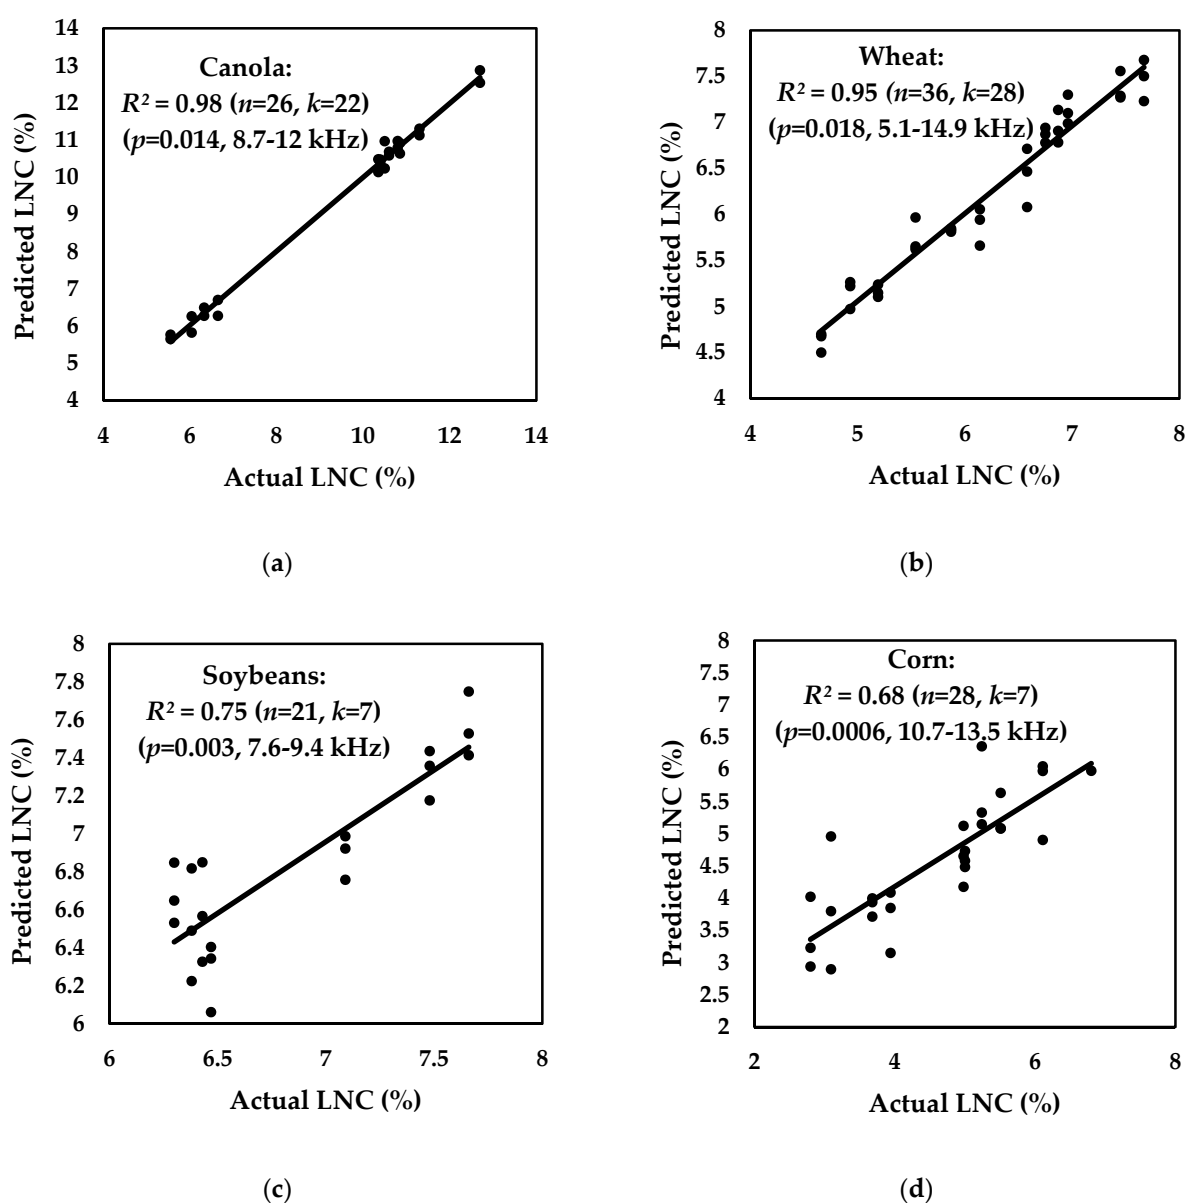 14
13
12
11
10
9
8
7
6
5
4
Predicted LNC (%)
Canola:
R² = 0.98 (n=26, k=22)
(p=0.014, 8.7-12 kHz)
4 6 8 10 12 14
Actual LNC (%)
(a)
8
7.5
7
6.5
6
5.5
5
4.5
4
Predicted LNC (%)
Wheat:
R² = 0.95 (n=36, k=28)
(p=0.018, 5.1-14.9 kHz)
4 5 6 7 8
Actual LNC (%)
(b)
8
7.8
7.6
7.4
7.2
7
6.8
6.6
6.4
6.2
6
Predicted LNC (%)
Soybeans:
R² = 0.75 (n=21, k=7)
(p=0.003, 7.6-9.4 kHz)
6 6.5 7 7.5 8
Actual LNC (%)
(c)
8
7.5
7
6.5
6
5.5
5
4.5
4
3.5
3
2.5
2
Predicted LNC (%)
Corn:
R² = 0.68 (n=28, k=7)
(p=0.0006, 10.7-13.5 kHz)
2 4 6 8
Actual LNC (%)
(d)